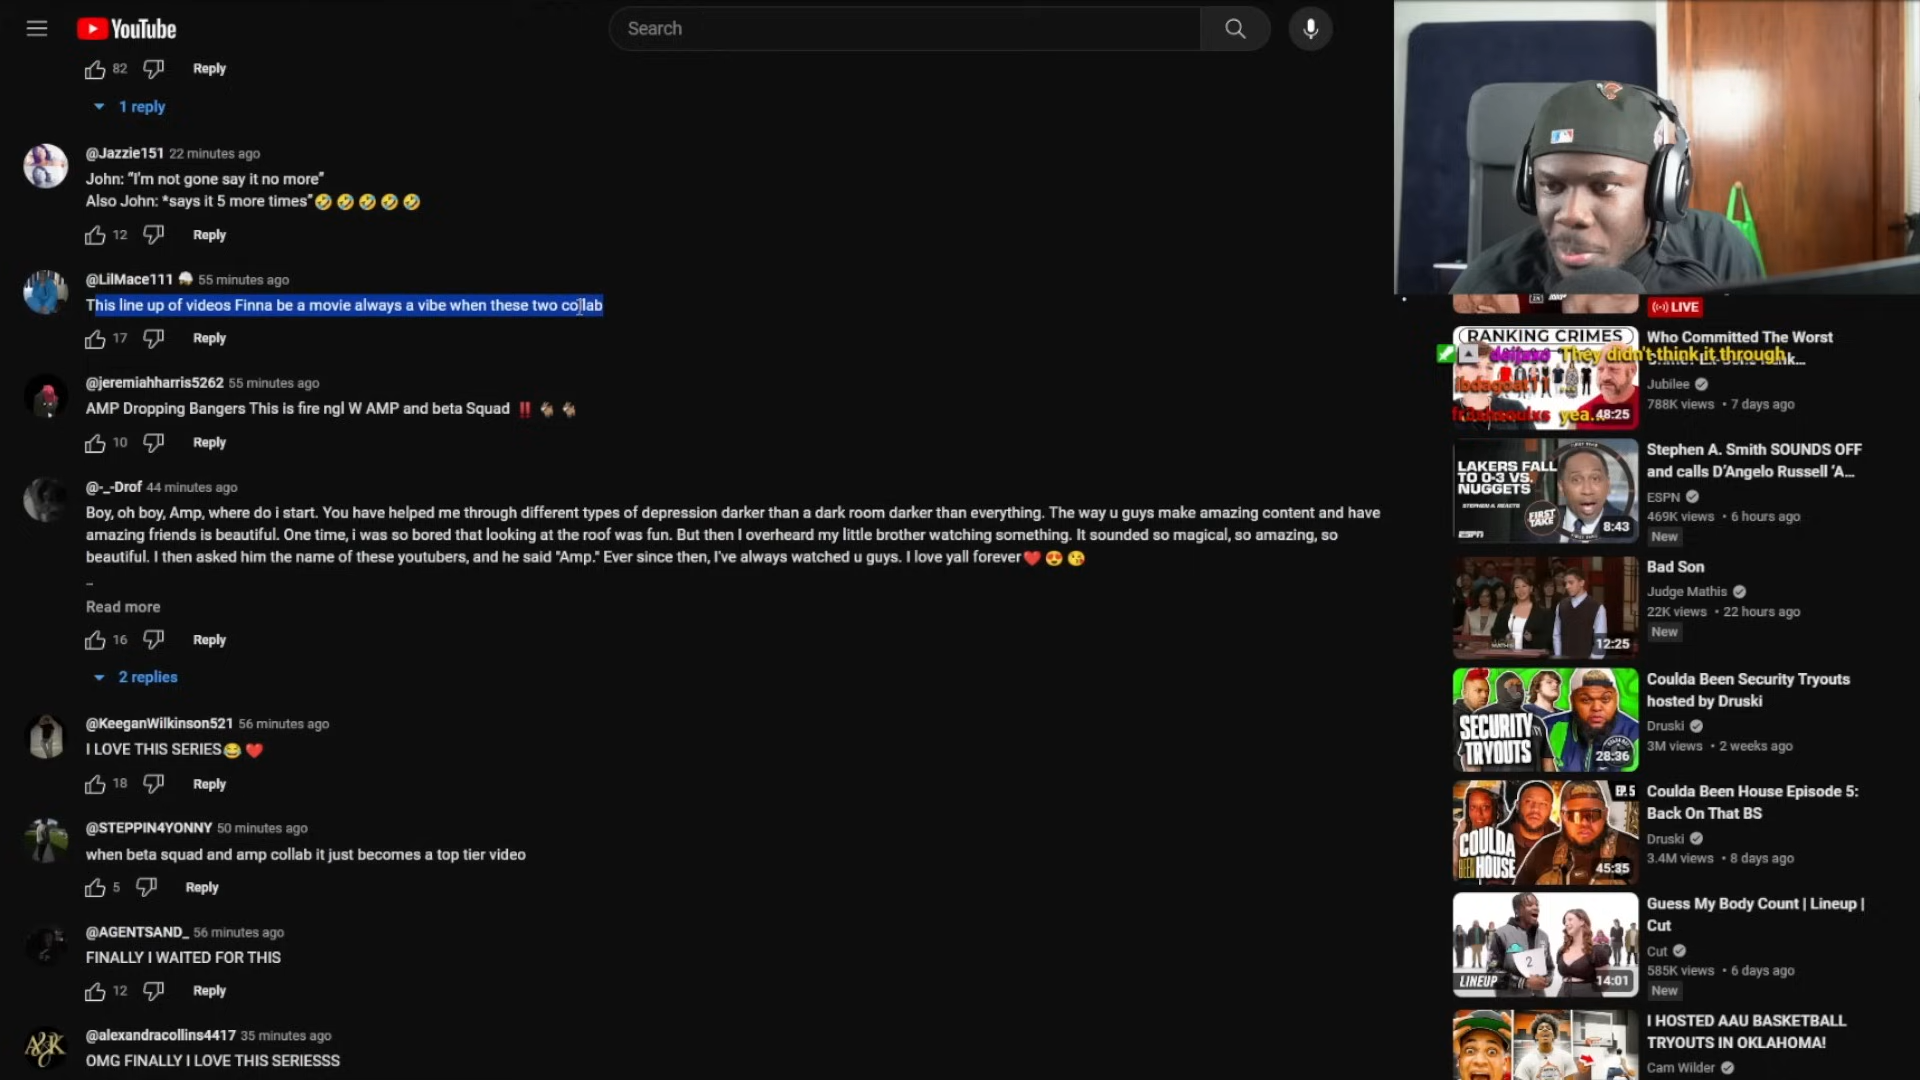 YouTube
Search
82
Reply
1 reply
@Jazzie151 22 minutes ago
John: “I'm not gone say it no more”
Also John: *says it 5 more times”🤣🤣🤣🤣🤣
12
Reply
@LilMace111 55 minutes ago
This line up of videos Finna be a movie always a vibe when these two collab
17
Reply
@jeremiahharris5262 55 minutes ago
AMP Dropping Bangers This is fire ngl W AMP and beta Squad ‼️
10
Reply
@-_-Drof 44 minutes ago
Boy, oh boy, Amp, where do i start. You have helped me through different types of depression darker than a dark room darker than everything. The way u guys make amazing content and have
amazing friends is beautiful. One time, i was so bored that looking at the roof was fun. But then I overheard my little brother watching something. It sounded so magical, so amazing, so
beautiful. I then asked him the name of these youtubers, and he said "Amp." Ever since then, I've always watched u guys. I love yall forever❤️😍😘
..
Read more
16
Reply
2 replies
@KeeganWilkinson521 56 minutes ago
I LOVE THIS SERIES😂❤️
18
Reply
@STEPPIN4YONNY 50 minutes ago
when beta squad and amp collab it just becomes a top tier video
5
Reply
@AGENTSAND_ 56 minutes ago
FINALLY I WAITED FOR THIS
12
Reply
@alexandracollins4417 35 minutes ago
OMG FINALLY I LOVE THIS SERIESSS
LIVE
RANKING CRIMES
48:25
Who Committed The Worst
deijaxo They didn't think it through
yea..
Jubilee
788K views • 7 days ago
LAKERS FALL
TO 0-3 VS.
NUGGETS
STEPHEN A. REACTS
FIRST
TAKE
ESPN
8:43
Stephen A. Smith SOUNDS OFF
and calls D'Angelo Russell ‘A...
ESPN
469K views • 6 hours ago
New
12:25
Bad Son
Judge Mathis
22K views • 22 hours ago
New
SECURITY
TRYOUTS
28:36
Coulda Been Security Tryouts
hosted by Druski
Druski
3M views • 2 weeks ago
EP.5
COULDA
BEEN
HOUSE
45:35
Coulda Been House Episode 5:
Back On That BS
Druski
3.4M views • 8 days ago
2
LINEUP
14:01
Guess My Body Count | Lineup |
Cut
Cut
585K views • 6 days ago
New
I HOSTED AAU BASKETBALL
TRYOUTS IN OKLAHOMA!
Cam Wilder